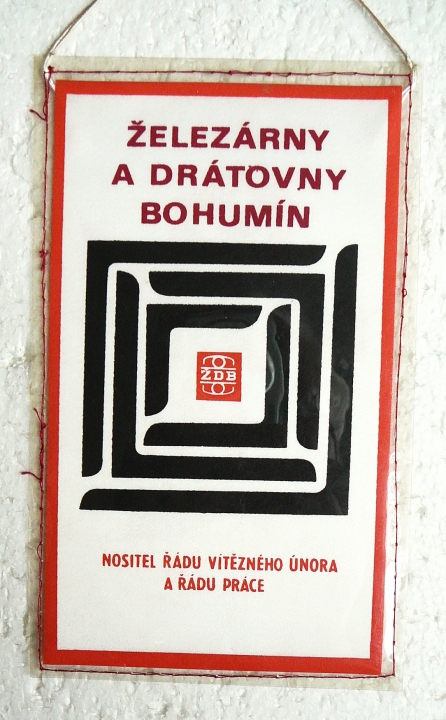 ŽELEZÁRNY
A DRÁTOVNY
BOHUMÍN
ŽDB
NOSITEL ŘÁDU VÍTĚZNÉHO ÚNORA
A ŘÁDU PRÁCE